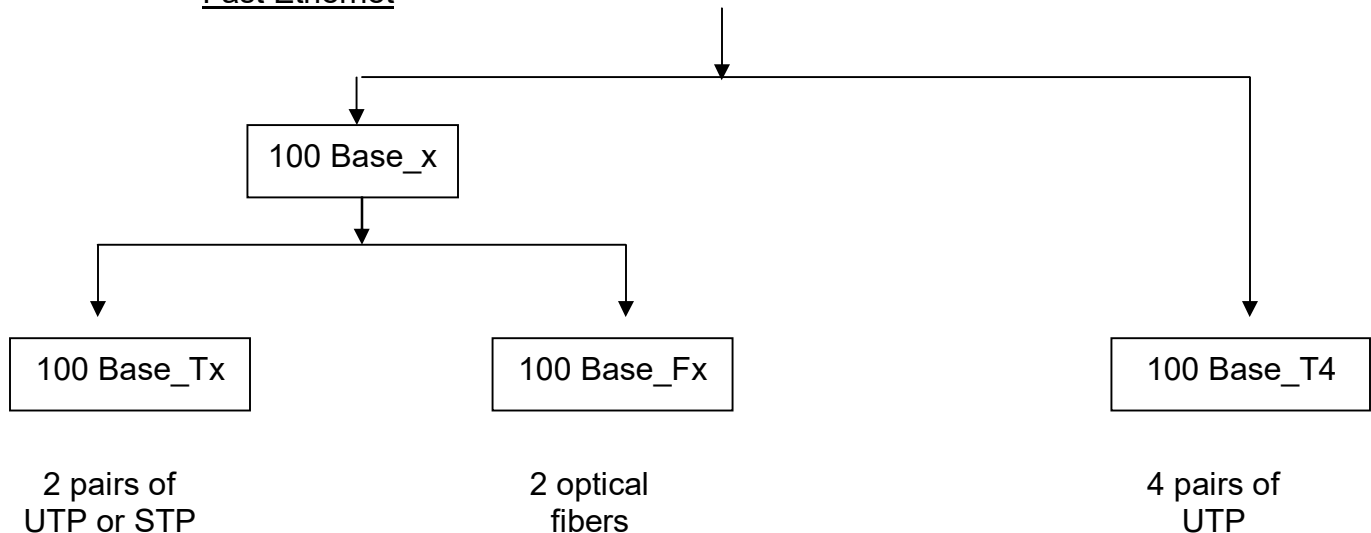 Fast Ethernet
100 Base_x
100 Base_Tx
100 Base_Fx
100 Base_T4
2 pairs of
UTP or STP
2 optical
fibers
4 pairs of
UTP